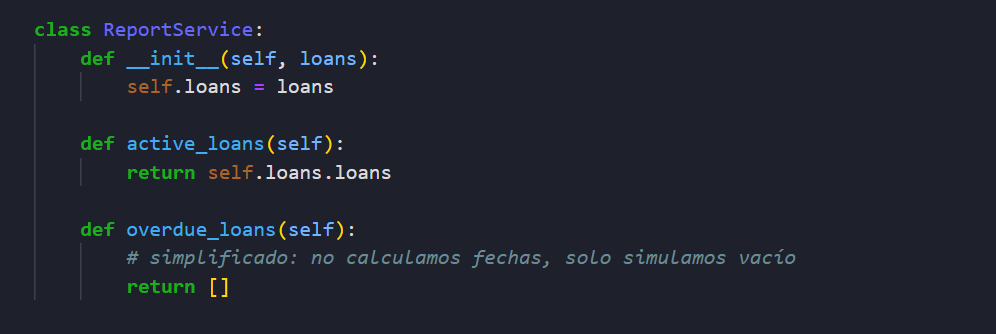 class ReportService:
    def __init__(self, loans):
        self.loans = loans
    def active_loans(self):
        return self.loans.loans
    def overdue_loans(self):
        # simplificado: no calculamos fechas, solo simulamos vacío
        return []